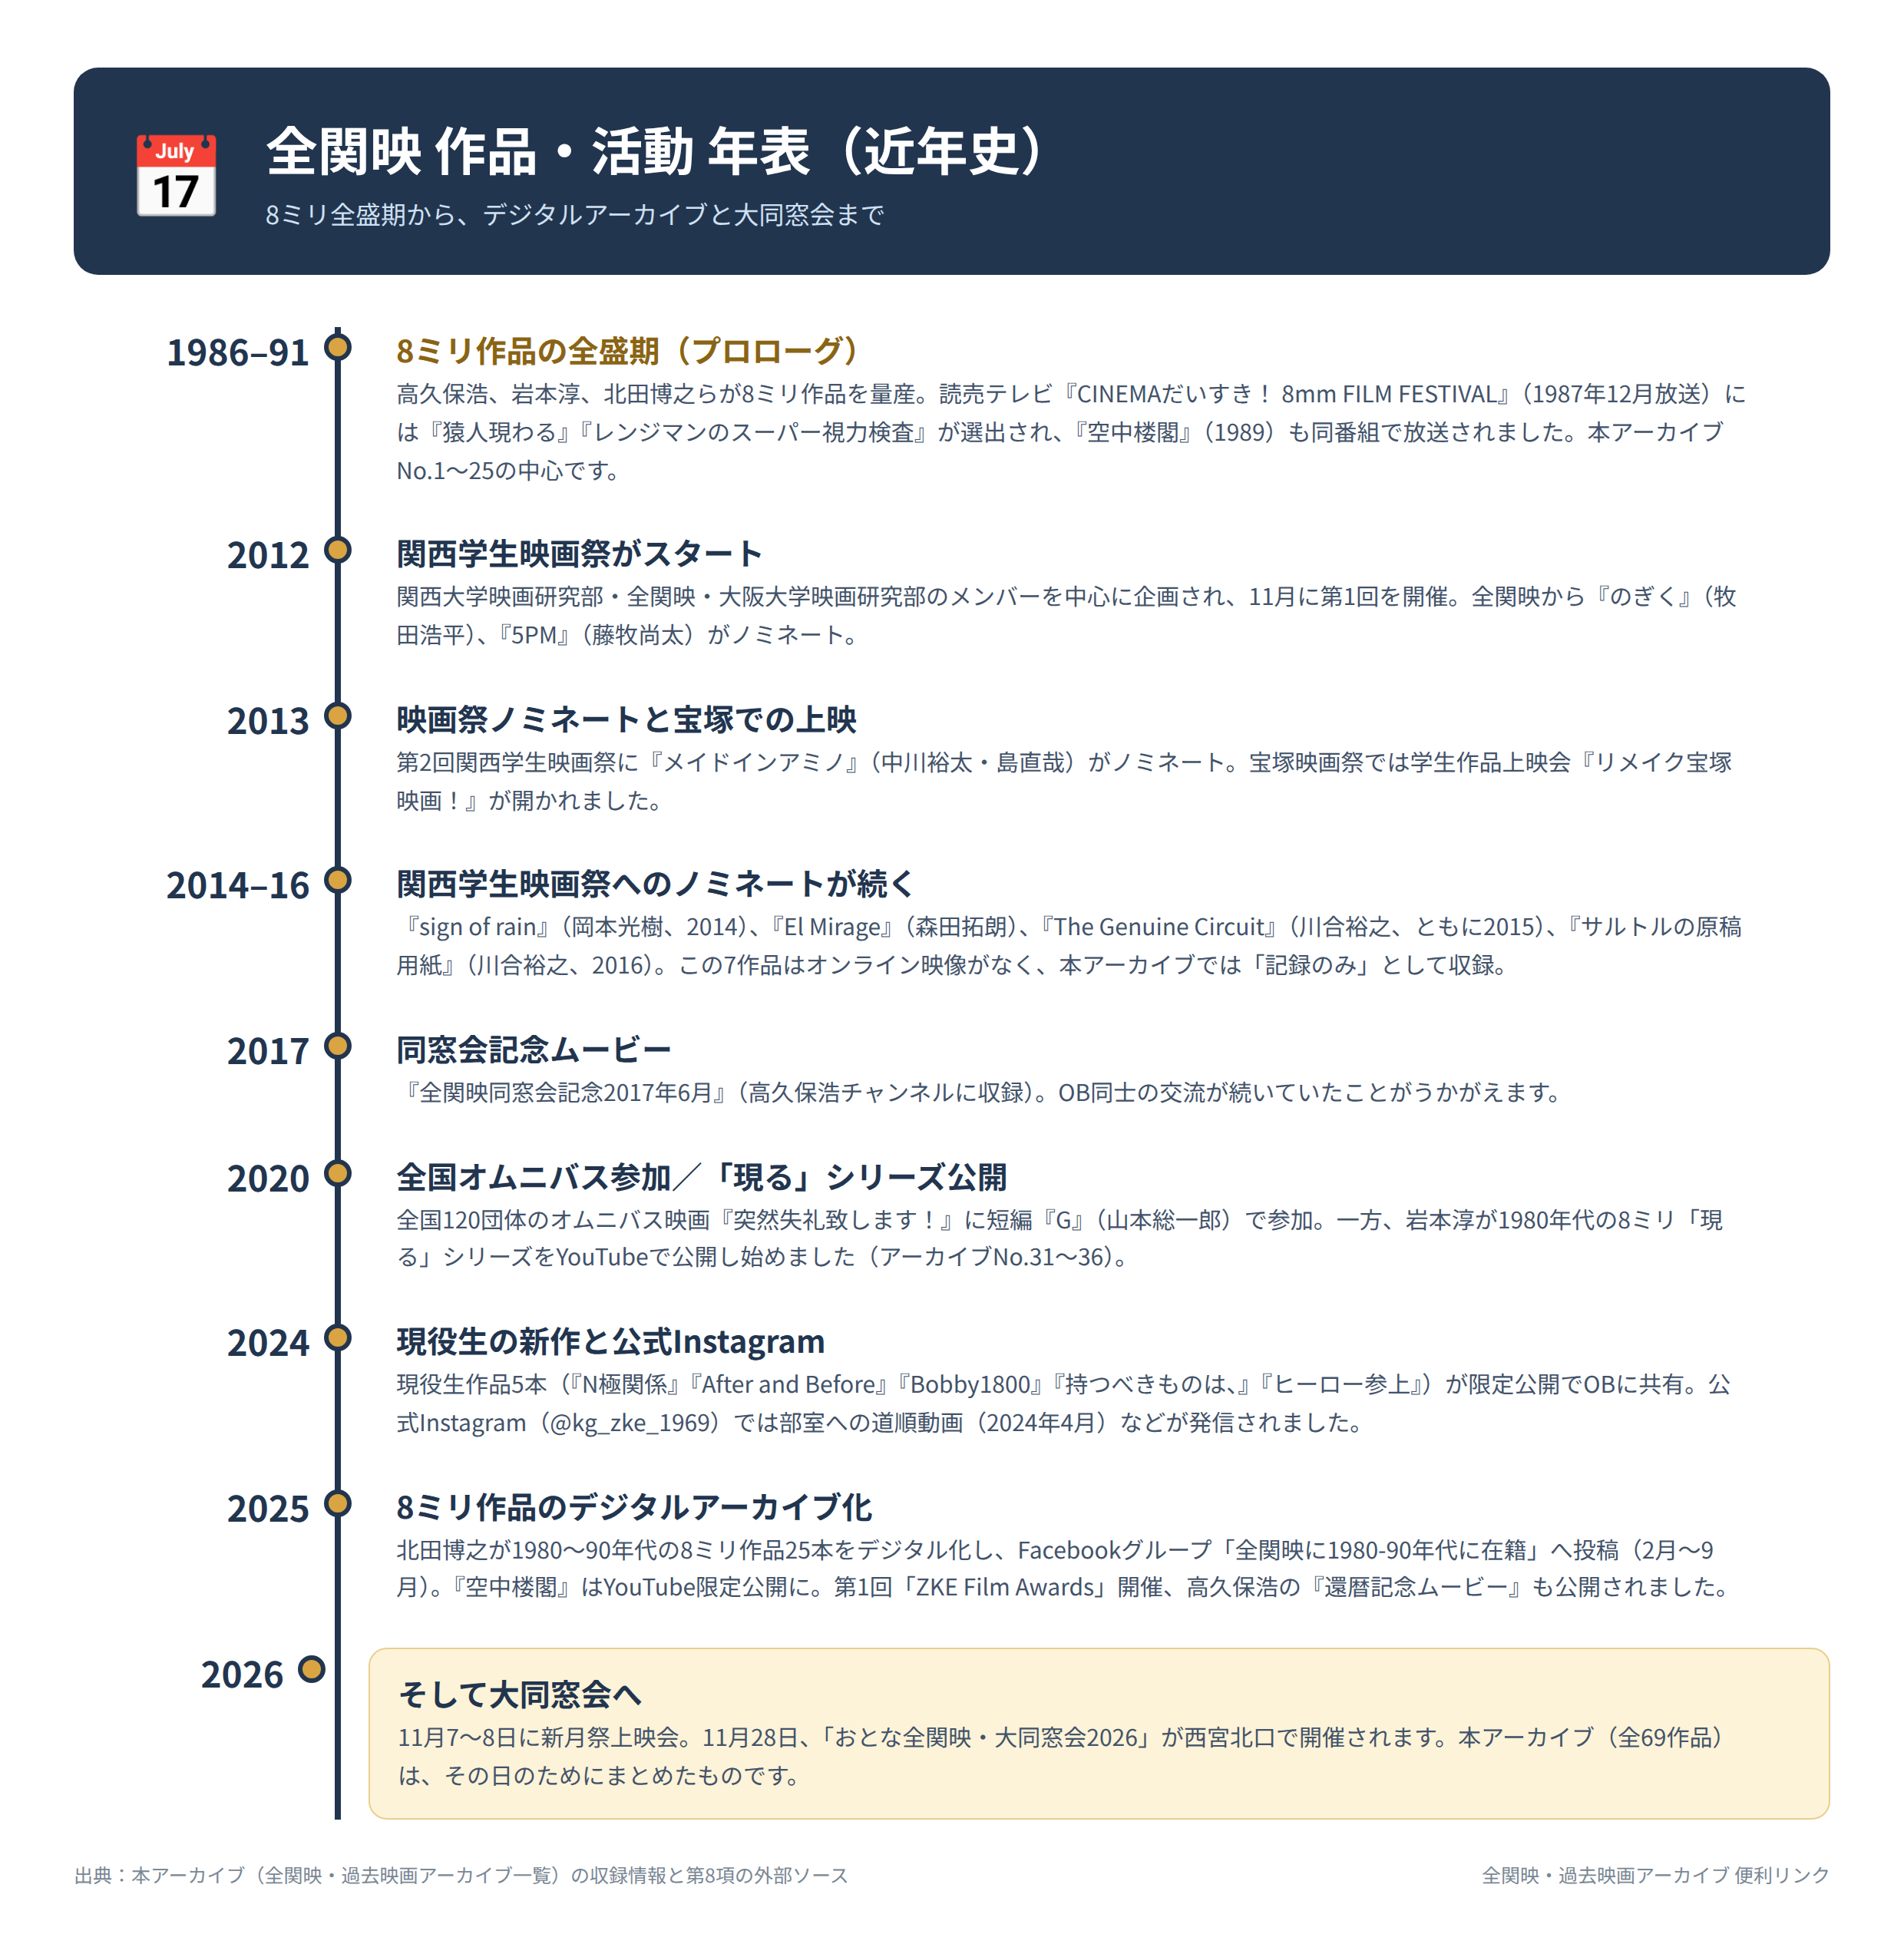 July
17
全関映 作品・活動 年表（近年史）
8ミリ全盛期から、デジタルアーカイブと大同窓会まで
1986–91
8ミリ作品の全盛期（プロローグ）
高久保浩、岩本淳、北田博之らが8ミリ作品を量産。読売テレビ『CINEMAだいすき！ 8mm FILM FESTIVAL』（1987年12月放送）に
は『猿人現わる』『レンジマンのスーパー視力検査』が選出され、『空中楼閣』（1989）も同番組で放送されました。本アーカイブ
No.1〜25の中心です。
2012
関西学生映画祭がスタート
関西大学映画研究部・全関映・大阪大学映画研究部のメンバーを中心に企画され、11月に第1回を開催。全関映から『のぎく』（牧
田浩平）、『5PM』（藤牧尚太）がノミネート。
2013
映画祭ノミネートと宝塚での上映
第2回関西学生映画祭に『メイドインアミノ』（中川裕太・島直哉）がノミネート。宝塚映画祭では学生作品上映会『リメイク宝塚
映画！』が開かれました。
2014–16
関西学生映画祭へのノミネートが続く
『sign of rain』（岡本光樹、2014）、『El Mirage』（森田拓朗）、『The Genuine Circuit』（川合裕之、ともに2015）、『サルトルの原稿
用紙』（川合裕之、2016）。この7作品はオンライン映像がなく、本アーカイブでは「記録のみ」として収録。
2017
同窓会記念ムービー
『全関映同窓会記念2017年6月』（高久保浩チャンネルに収録）。OB同士の交流が続いていたことがうかがえます。
2020
全国オムニバス参加／「現る」シリーズ公開
全国120団体のオムニバス映画『突然失礼致します！』に短編『G』（山本総一郎）で参加。一方、岩本淳が1980年代の8ミリ「現
る」シリーズをYouTubeで公開し始めました（アーカイブNo.31〜36）。
2024
現役生の新作と公式Instagram
現役生作品5本（『N極関係』『After and Before』『Bobby1800』『持つべきものは、』『ヒーロー参上』）が限定公開でOBに共有。公
式Instagram（@kg_zke_1969）では部室への道順動画（2024年4月）などが発信されました。
2025
8ミリ作品のデジタルアーカイブ化
北田博之が1980〜90年代の8ミリ作品25本をデジタル化し、Facebookグループ「全関映に1980-90年代に在籍」へ投稿（2月〜9
月）。『空中楼閣』はYouTube限定公開に。第1回「ZKE Film Awards」開催、高久保浩の『還暦記念ムービー』も公開されました。
2026
そして大同窓会へ
11月7〜8日に新月祭上映会。11月28日、「おとな全関映・大同窓会2026」が西宮北口で開催されます。本アーカイブ（全69作品）
は、その日のためにまとめたものです。
出典：本アーカイブ（全関映・過去映画アーカイブ一覧）の収録情報と第8項の外部ソース
全関映・過去映画アーカイブ 便利リンク